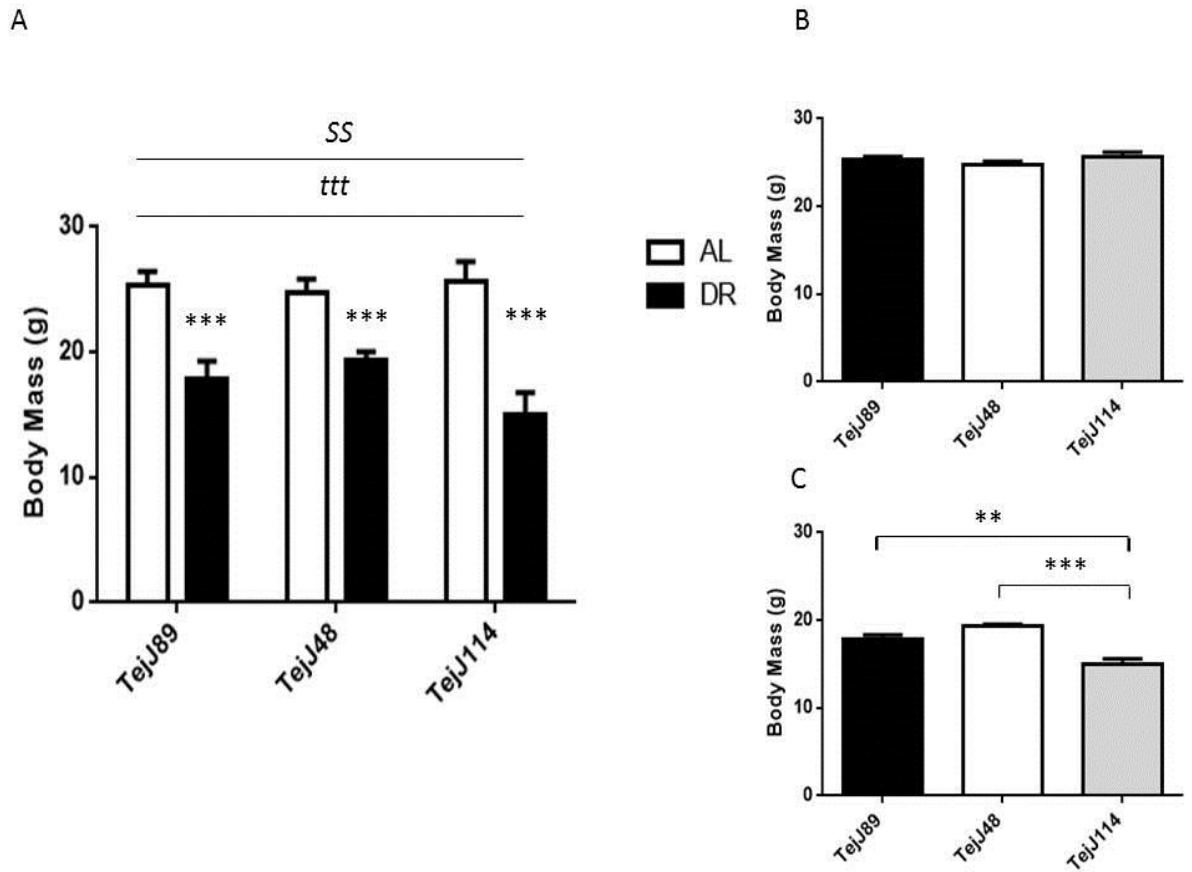 A
SS
ttt
30
20
10
0
Body Mass (g)
***
***
***
TejJ89
TejJ48
TejJ114
AL
DR
B
30
20
10
0
Body Mass (g)
TejJ89
TejJ48
TejJ114
C
**
***
30
20
10
0
Body Mass (g)
TejJ89
TejJ48
TejJ114